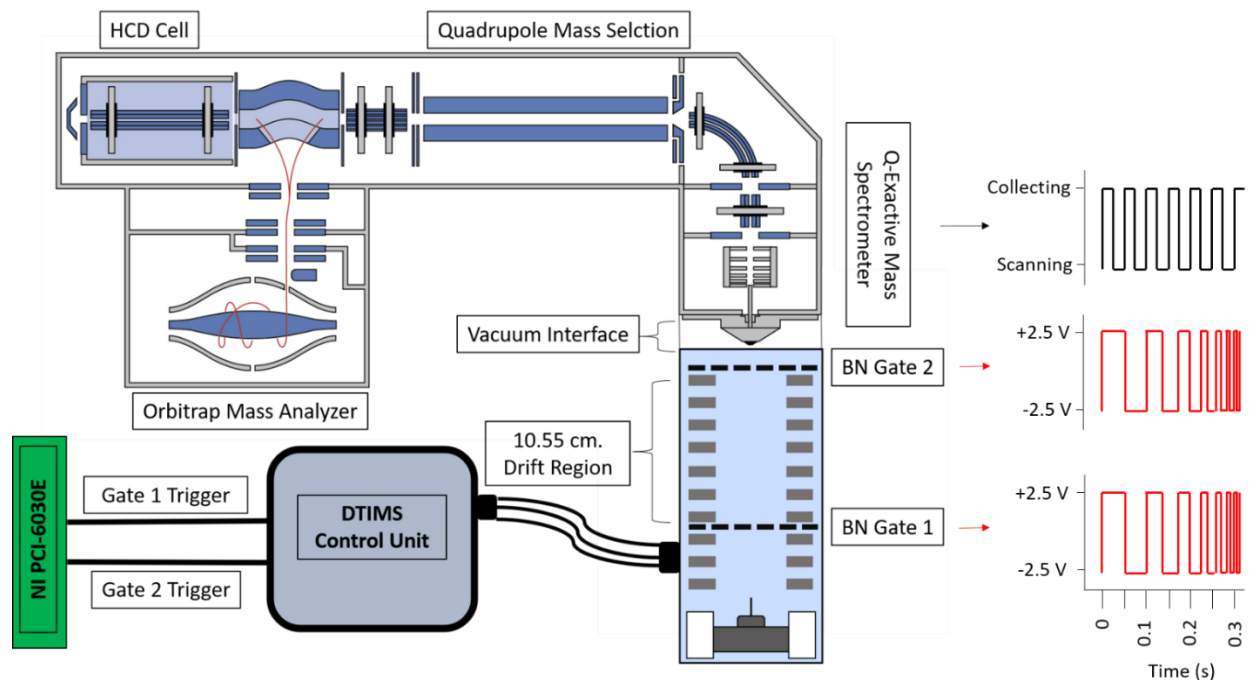 HCD Cell
Quadrupole Mass Selction
Q-Exactive Mass
Spectrometer
Collecting
Scanning
Vacuum Interface
+2.5 V
BN Gate 2
-2.5 V
Orbitrap Mass Analyzer
10.55 cm.
Drift Region
NI PCI-6030E
Gate 1 Trigger
DTIMS
Control Unit
Gate 2 Trigger
+2.5 V
BN Gate 1
-2.5 V
0
0.1
0.2
0.3
Time (s)